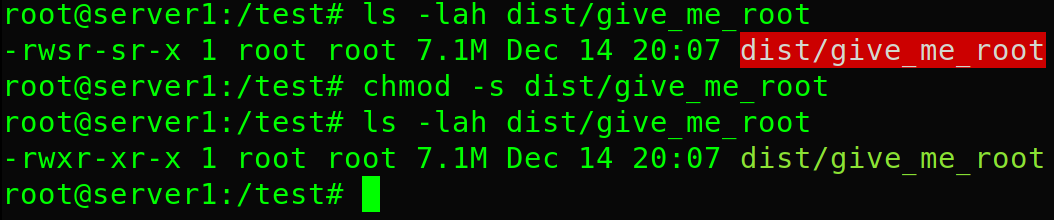 root@server1:/test# ls -lah dist/give_me_root
-rwsr-sr-x 1 root root 7.1M Dec 14 20:07 dist/give_me_root
root@server1:/test# chmod -s dist/give_me_root
root@server1:/test# ls -lah dist/give_me_root
-rwxr-xr-x 1 root root 7.1M Dec 14 20:07 dist/give_me_root
root@server1:/test#